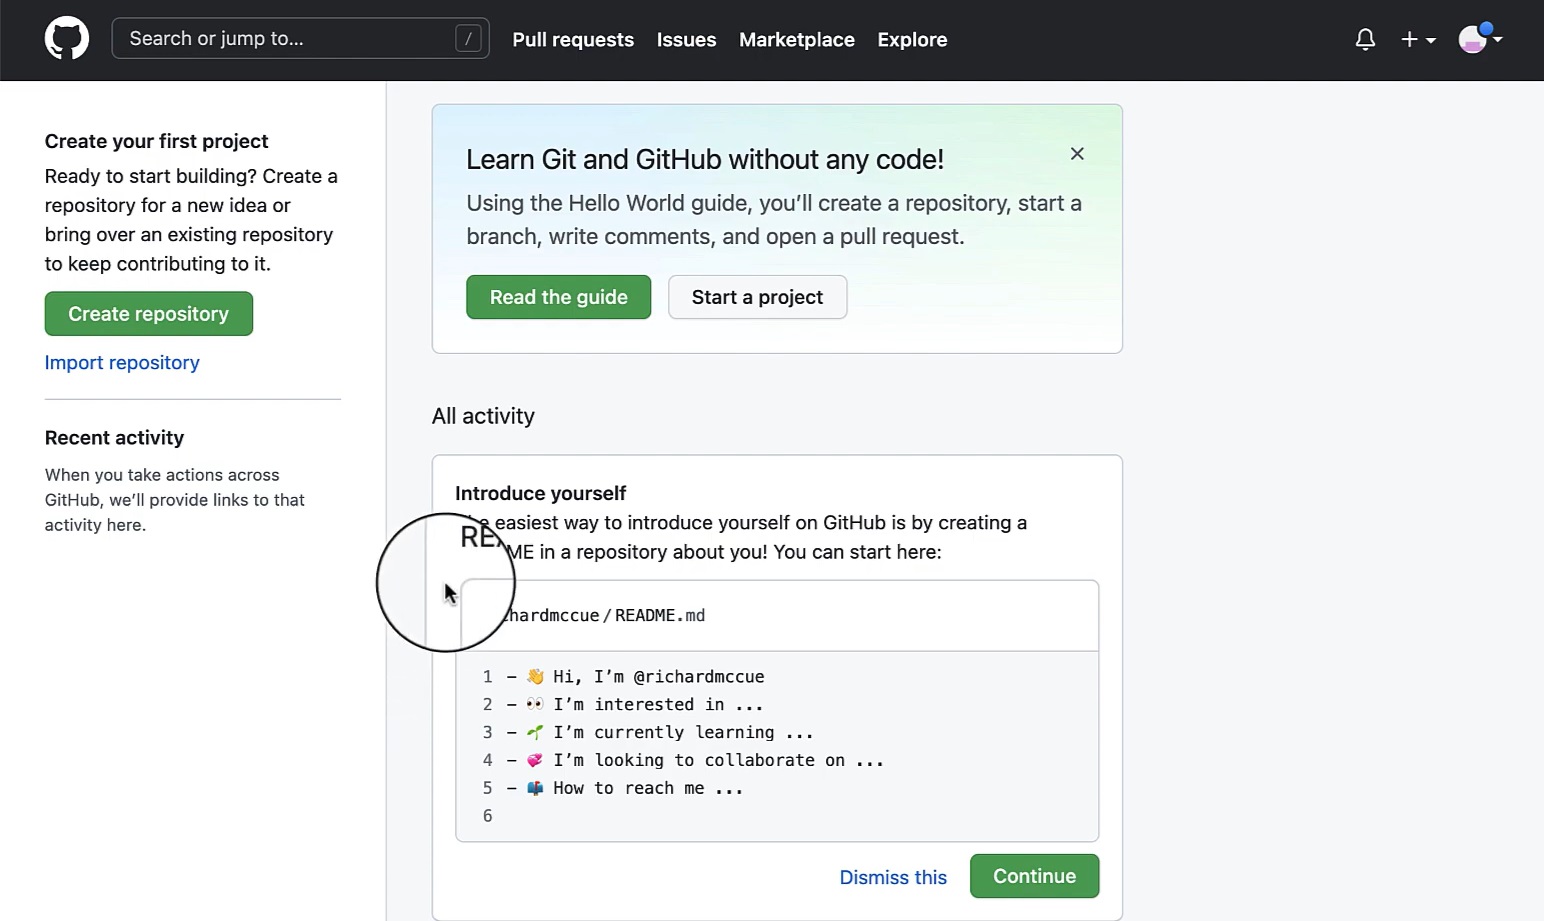 Search or jump to...
/
Pull requests
Issues
Marketplace
Explore
Create your first project
Ready to start building? Create a
repository for a new idea or
bring over an existing repository
to keep contributing to it.
Create repository
Import repository
Recent activity
When you take actions across
GitHub, we’ll provide links to that
activity here.
Learn Git and GitHub without any code!
Using the Hello World guide, you’ll create a repository, start a
branch, write comments, and open a pull request.
Read the guide
Start a project
All activity
Introduce yourself
easiest way to introduce yourself on GitHub is by creating a
README in a repository about you! You can start here:
hardmccue/README.md
1 - 👋 Hi, I’m @richardmccue
2 - 👀 I’m interested in ...
3 - 🌱 I’m currently learning ...
4 - 💞️ I’m looking to collaborate on ...
5 - 📫 How to reach me ...
6
Dismiss this
Continue